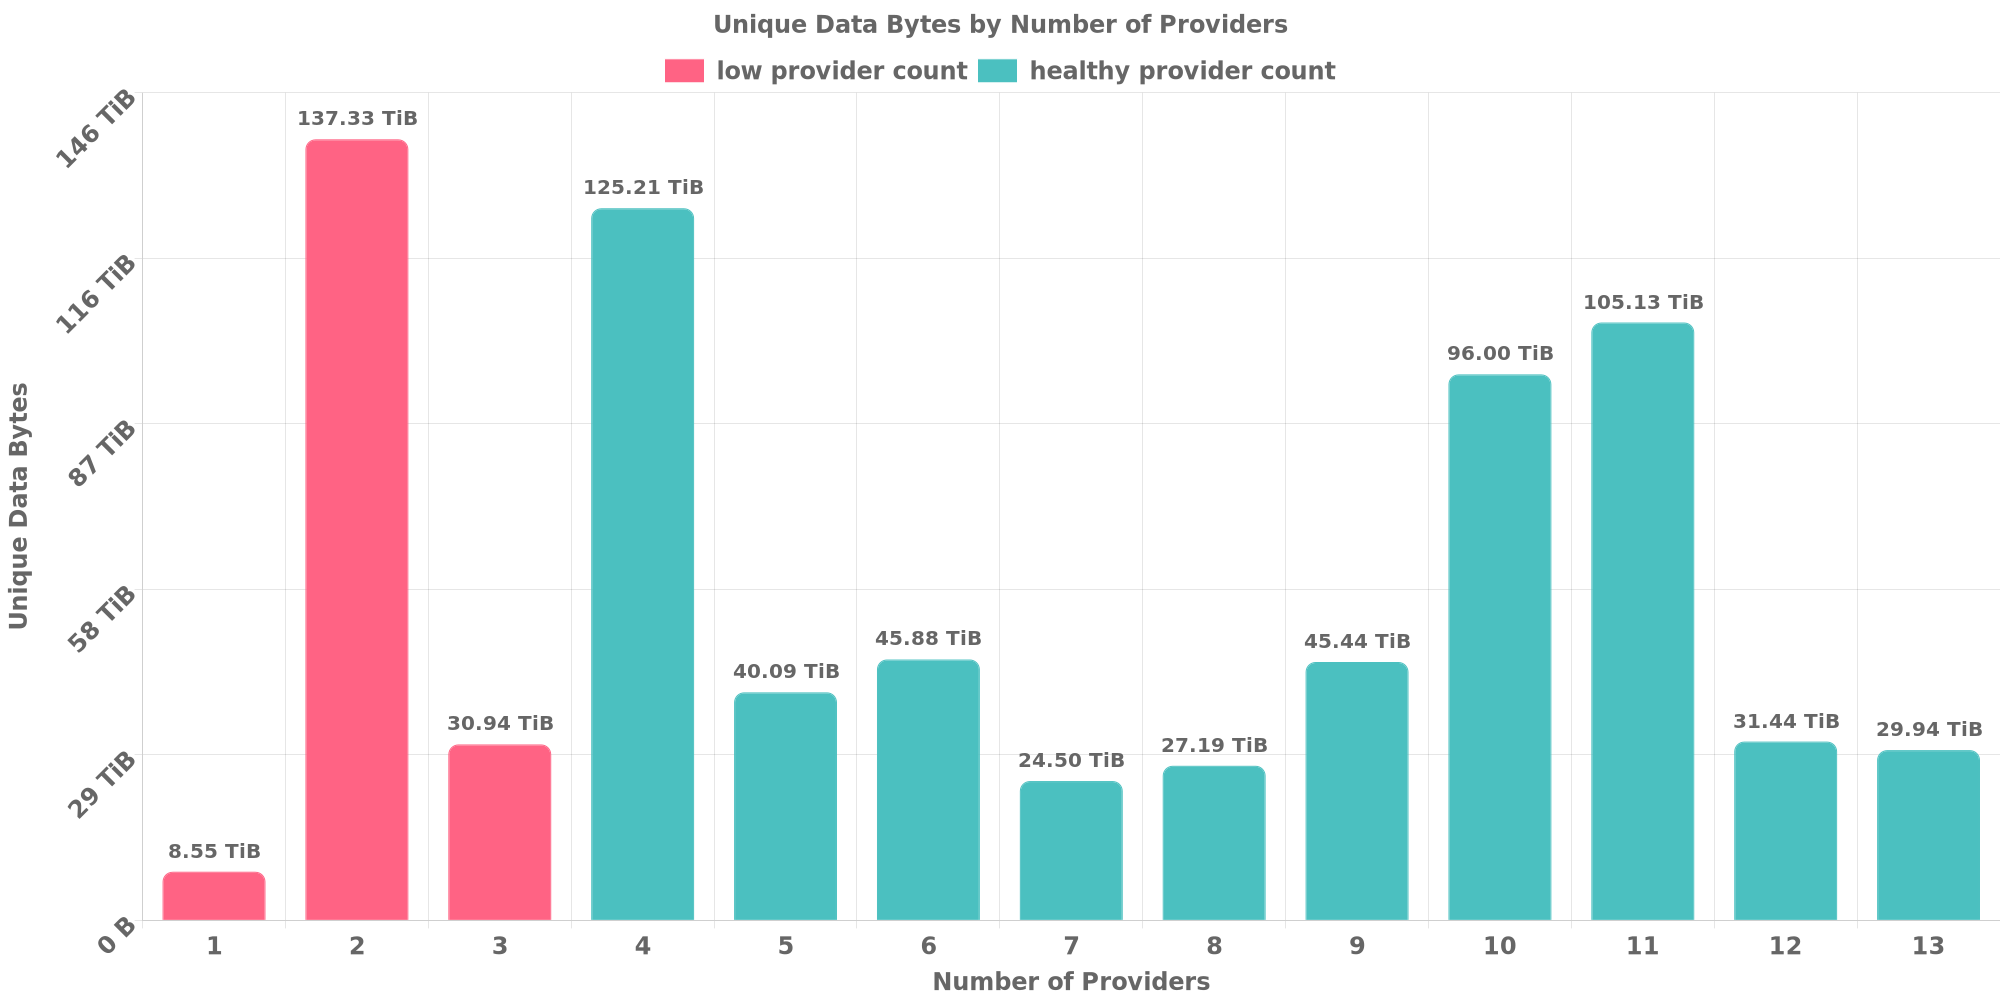 Unique Data Bytes by Number of Providers
low provider count healthy provider count
146 TiB
116 TiB
87 TiB
58 TiB
29 TiB
0 B
Unique Data Bytes
8.55 TiB
137.33 TiB
30.94 TiB
125.21 TiB
40.09 TiB
45.88 TiB
24.50 TiB
27.19 TiB
45.44 TiB
96.00 TiB
105.13 TiB
31.44 TiB
29.94 TiB
1 2 3 4 5 6 7 8 9 10 11 12 13
Number of Providers